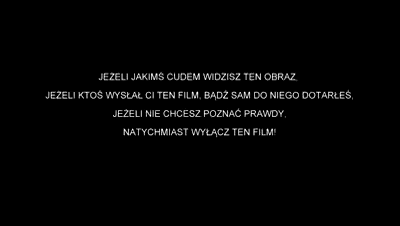 JEŻELI JAKIMŚ CUDEM WIDZISZ TEN OBRAZ,
JEŻELI KTOŚ WYSŁAŁ CI TEN FILM, BĄDŹ SAM DO NIEGO DOTARŁEŚ,
JEŻELI NIE CHCESZ POZNAĆ PRAWDY,
NATYCHMIAST WYŁĄCZ TEN FILM!